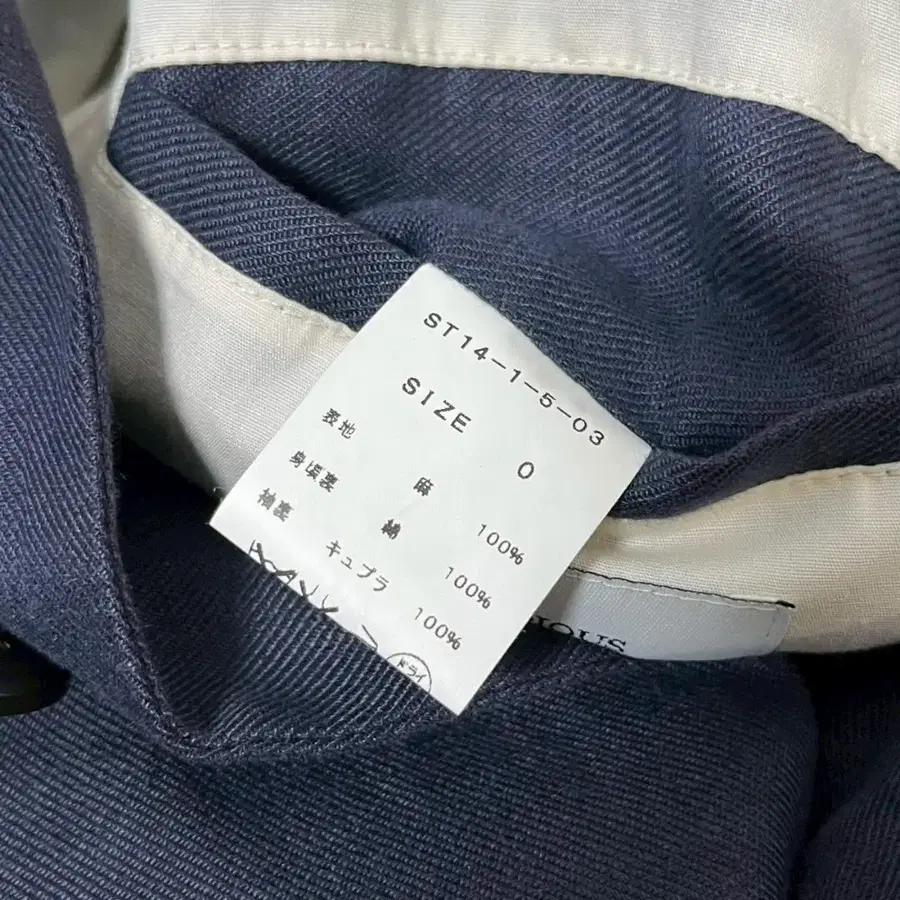 ST14-1-5-03
SIZE 0
表地 麻 100%
身頃裏 綿 100%
袖裏 キュプラ 100%
ドライ